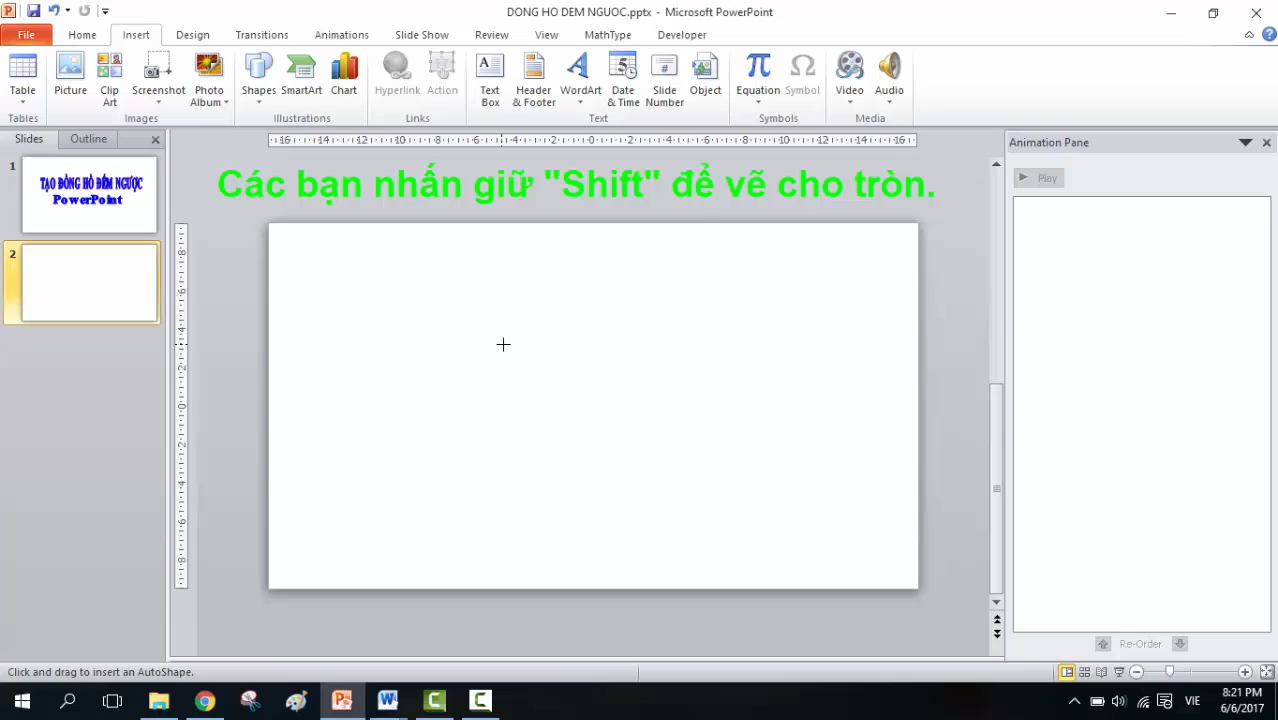 DONG HO DEM NGUOC.pptx - Microsoft PowerPoint
File Home Insert Design Transitions Animations Slide Show Review View MathType Developer
Table Picture Clip Art Screenshot Photo Album Shapes SmartArt Chart Hyperlink Action Text Box Header & Footer WordArt Date & Time Slide Number Object Equation Symbol Video Audio
Tables Images Illustrations Links Text Symbols Media
Slides Outline
Animation Pane
Play
1
TẠO ĐỒNG HỒ ĐẾM NGƯỢC
PowerPoint
2
Các bạn nhấn giữ "Shift" để vẽ cho tròn.
Re-Order
Click and drag to insert an AutoShape.
VIE
8:21 PM
6/6/2017